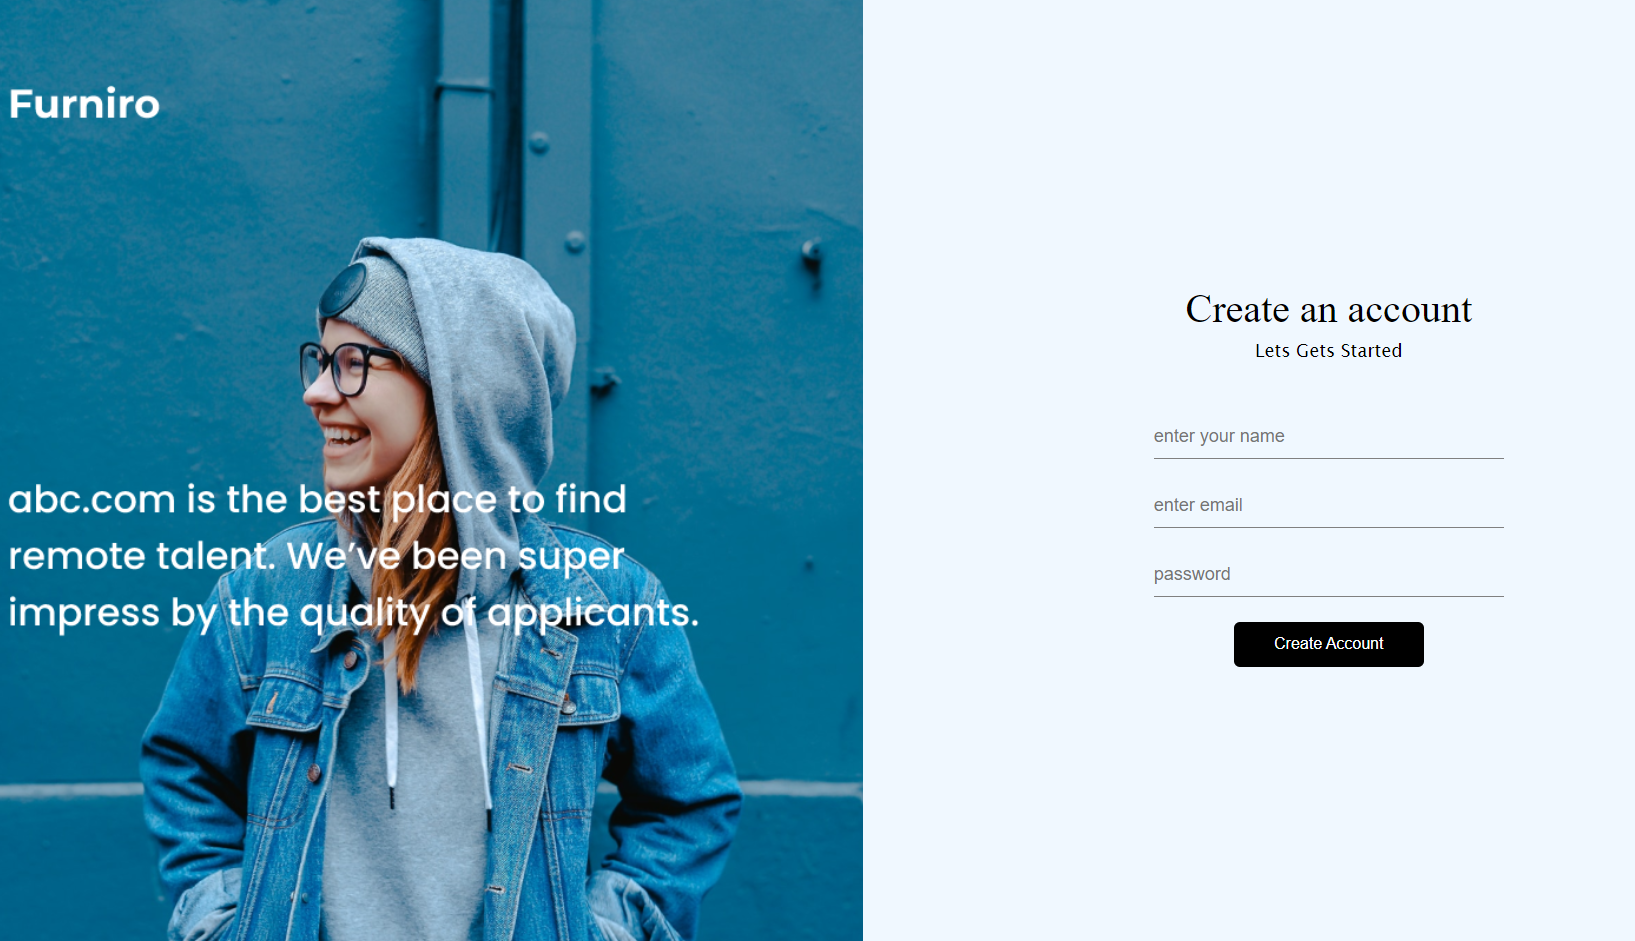 Furniro
abc.com is the best place to find
remote talent. We’ve been super
impress by the quality of applicants.
Create an account
Lets Gets Started
enter your name
enter email
password
Create Account